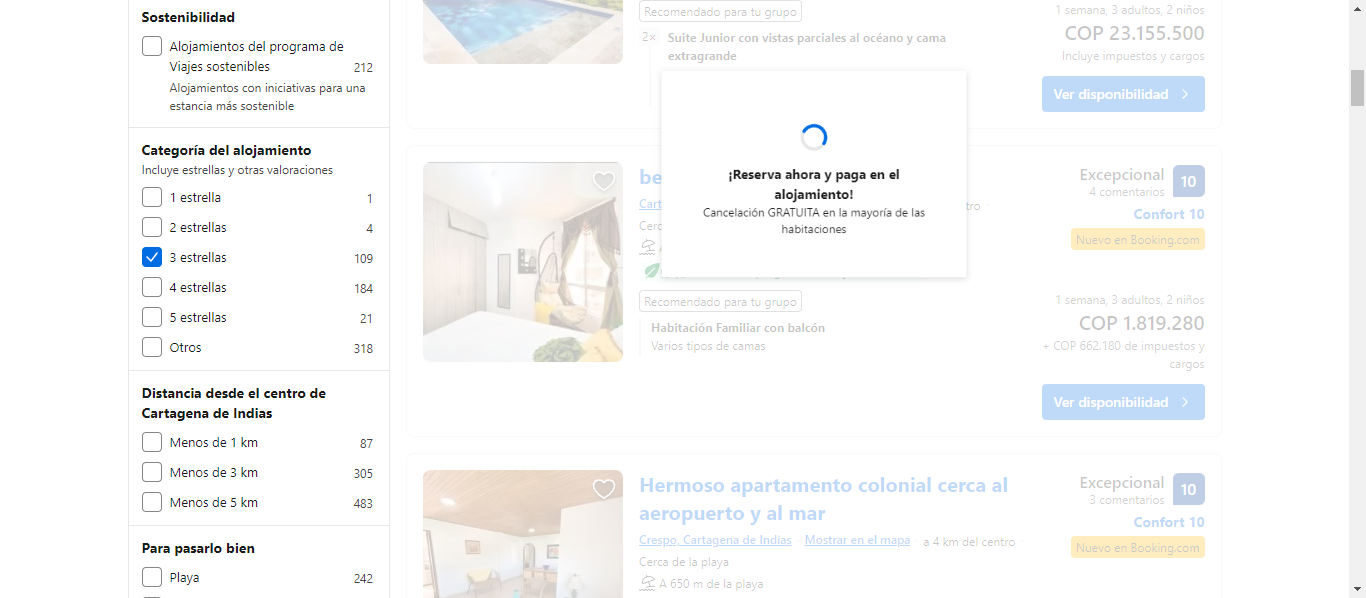 Sostenibilidad
Alojamientos del programa de
Viajes sostenibles
212
Alojamientos con iniciativas para una
estancia más sostenible
Categoría del alojamiento
Incluye estrellas y otras valoraciones
1 estrella 1
2 estrellas 4
3 estrellas 109
4 estrellas 184
5 estrellas 21
Otros 318
Distancia desde el centro de
Cartagena de Indias
Menos de 1 km 87
Menos de 3 km 305
Menos de 5 km 483
Para pasarlo bien
Playa 242
Recomendado para tu grupo
2× Suite Junior con vistas parciales al océano y cama
extragrande
1 semana, 3 adultos, 2 niños
COP 23.155.500
Incluye impuestos y cargos
Ver disponibilidad
¡Reserva ahora y paga en el
alojamiento!
Cancelación GRATUITA en la mayoría de las
habitaciones
Excepcional 10
4 comentarios
Confort 10
Nuevo en Booking.com
Recomendado para tu grupo
Habitación Familiar con balcón
Varios tipos de camas
1 semana, 3 adultos, 2 niños
COP 1.819.280
+ COP 662.180 de impuestos y
cargos
Ver disponibilidad
Hermoso apartamento colonial cerca al
aeropuerto y al mar
Crespo, Cartagena de Indias Mostrar en el mapa a 4 km del centro
Cerca de la playa
A 650 m de la playa
Excepcional 10
3 comentarios
Confort 10
Nuevo en Booking.com